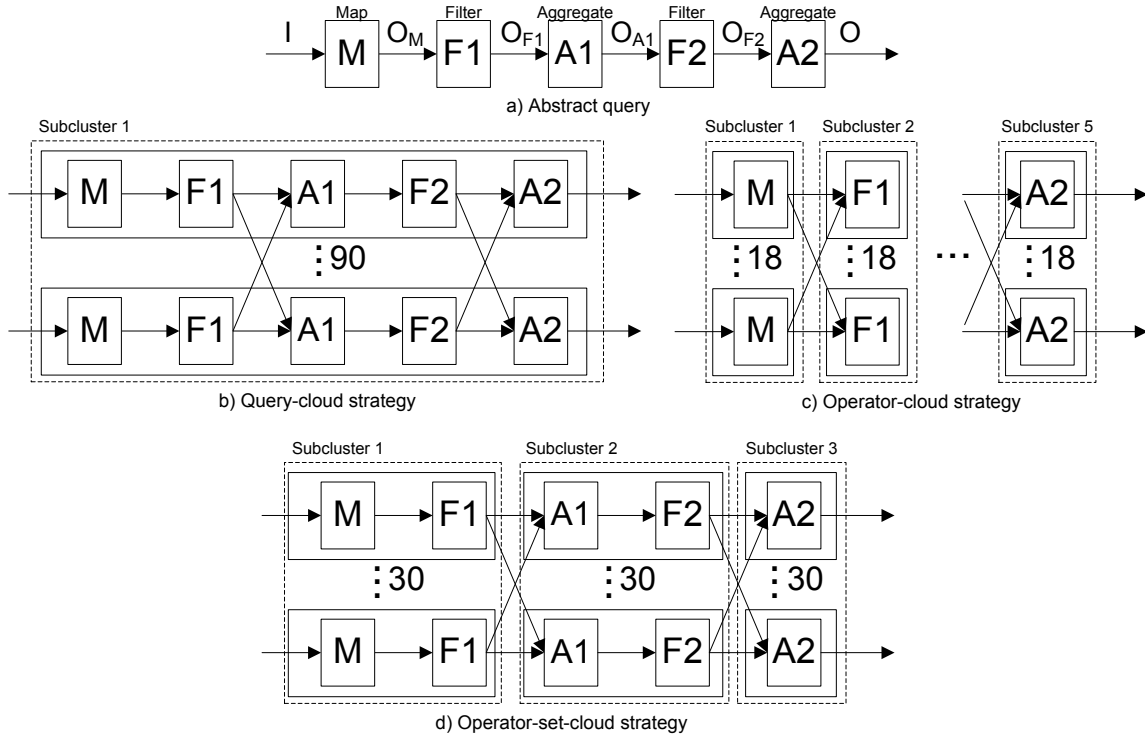 Map Filter Aggregate Filter Aggregate
I O_M O_F1 O_A1 O_F2 O
M F1 A1 F2 A2
a) Abstract query
Subcluster 1
M F1 A1 F2 A2
⋮90
M F1 A1 F2 A2
b) Query-cloud strategy
Subcluster 1 Subcluster 2 Subcluster 5
M F1 A2
⋮18 ⋮18 ... ⋮18
M F1 A2
c) Operator-cloud strategy
Subcluster 1 Subcluster 2 Subcluster 3
M F1 A1 F2 A2
⋮30 ⋮30 ⋮30
M F1 A1 F2 A2
d) Operator-set-cloud strategy